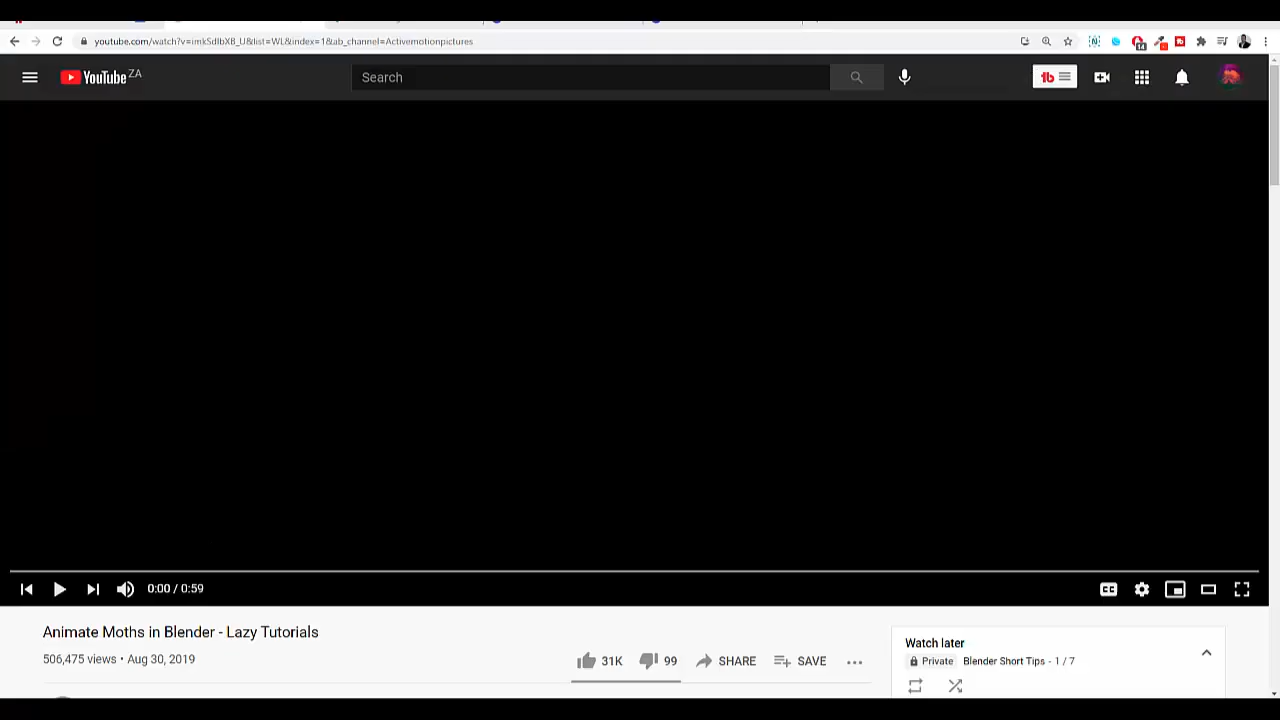 youtube.com/watch?v=imkSdIbXB_U&list=WL&index=1&ab_channel=Activemotionpictures
YouTube ZA
Search
0:00 / 0:59
CC
Animate Moths in Blender - Lazy Tutorials
506,475 views • Aug 30, 2019
31K
99
SHARE
SAVE
Watch later
Private
Blender Short Tips - 1 / 7